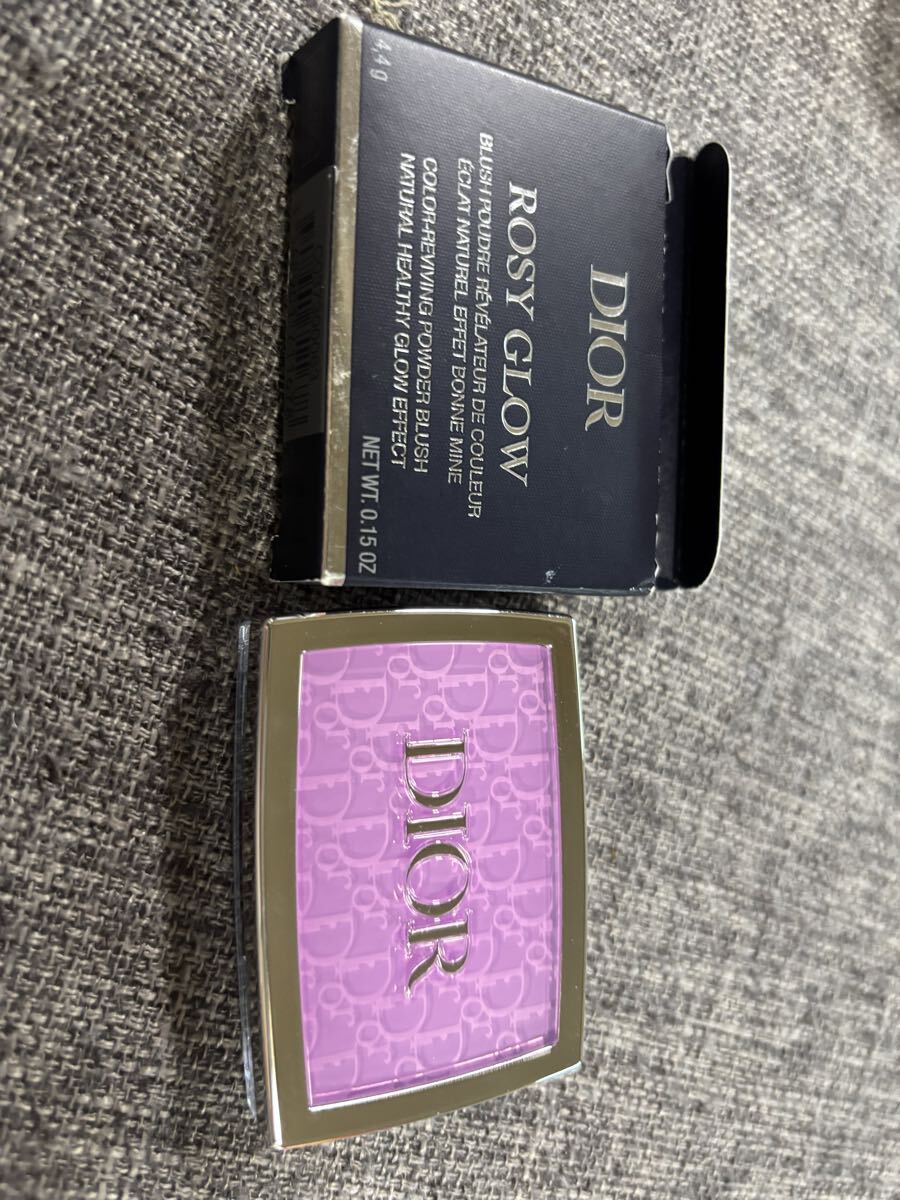 DIOR
ROSY GLOW
BLUSH POUDRE RÉVÉLATEUR DE COULEUR
ÉCLAT NATUREL EFFET BONNE MINE
COLOR-REVIVING POWDER BLUSH
NATURAL HEALTHY GLOW EFFECT
4.4 g NET WT. 0.15 OZ
DIOR